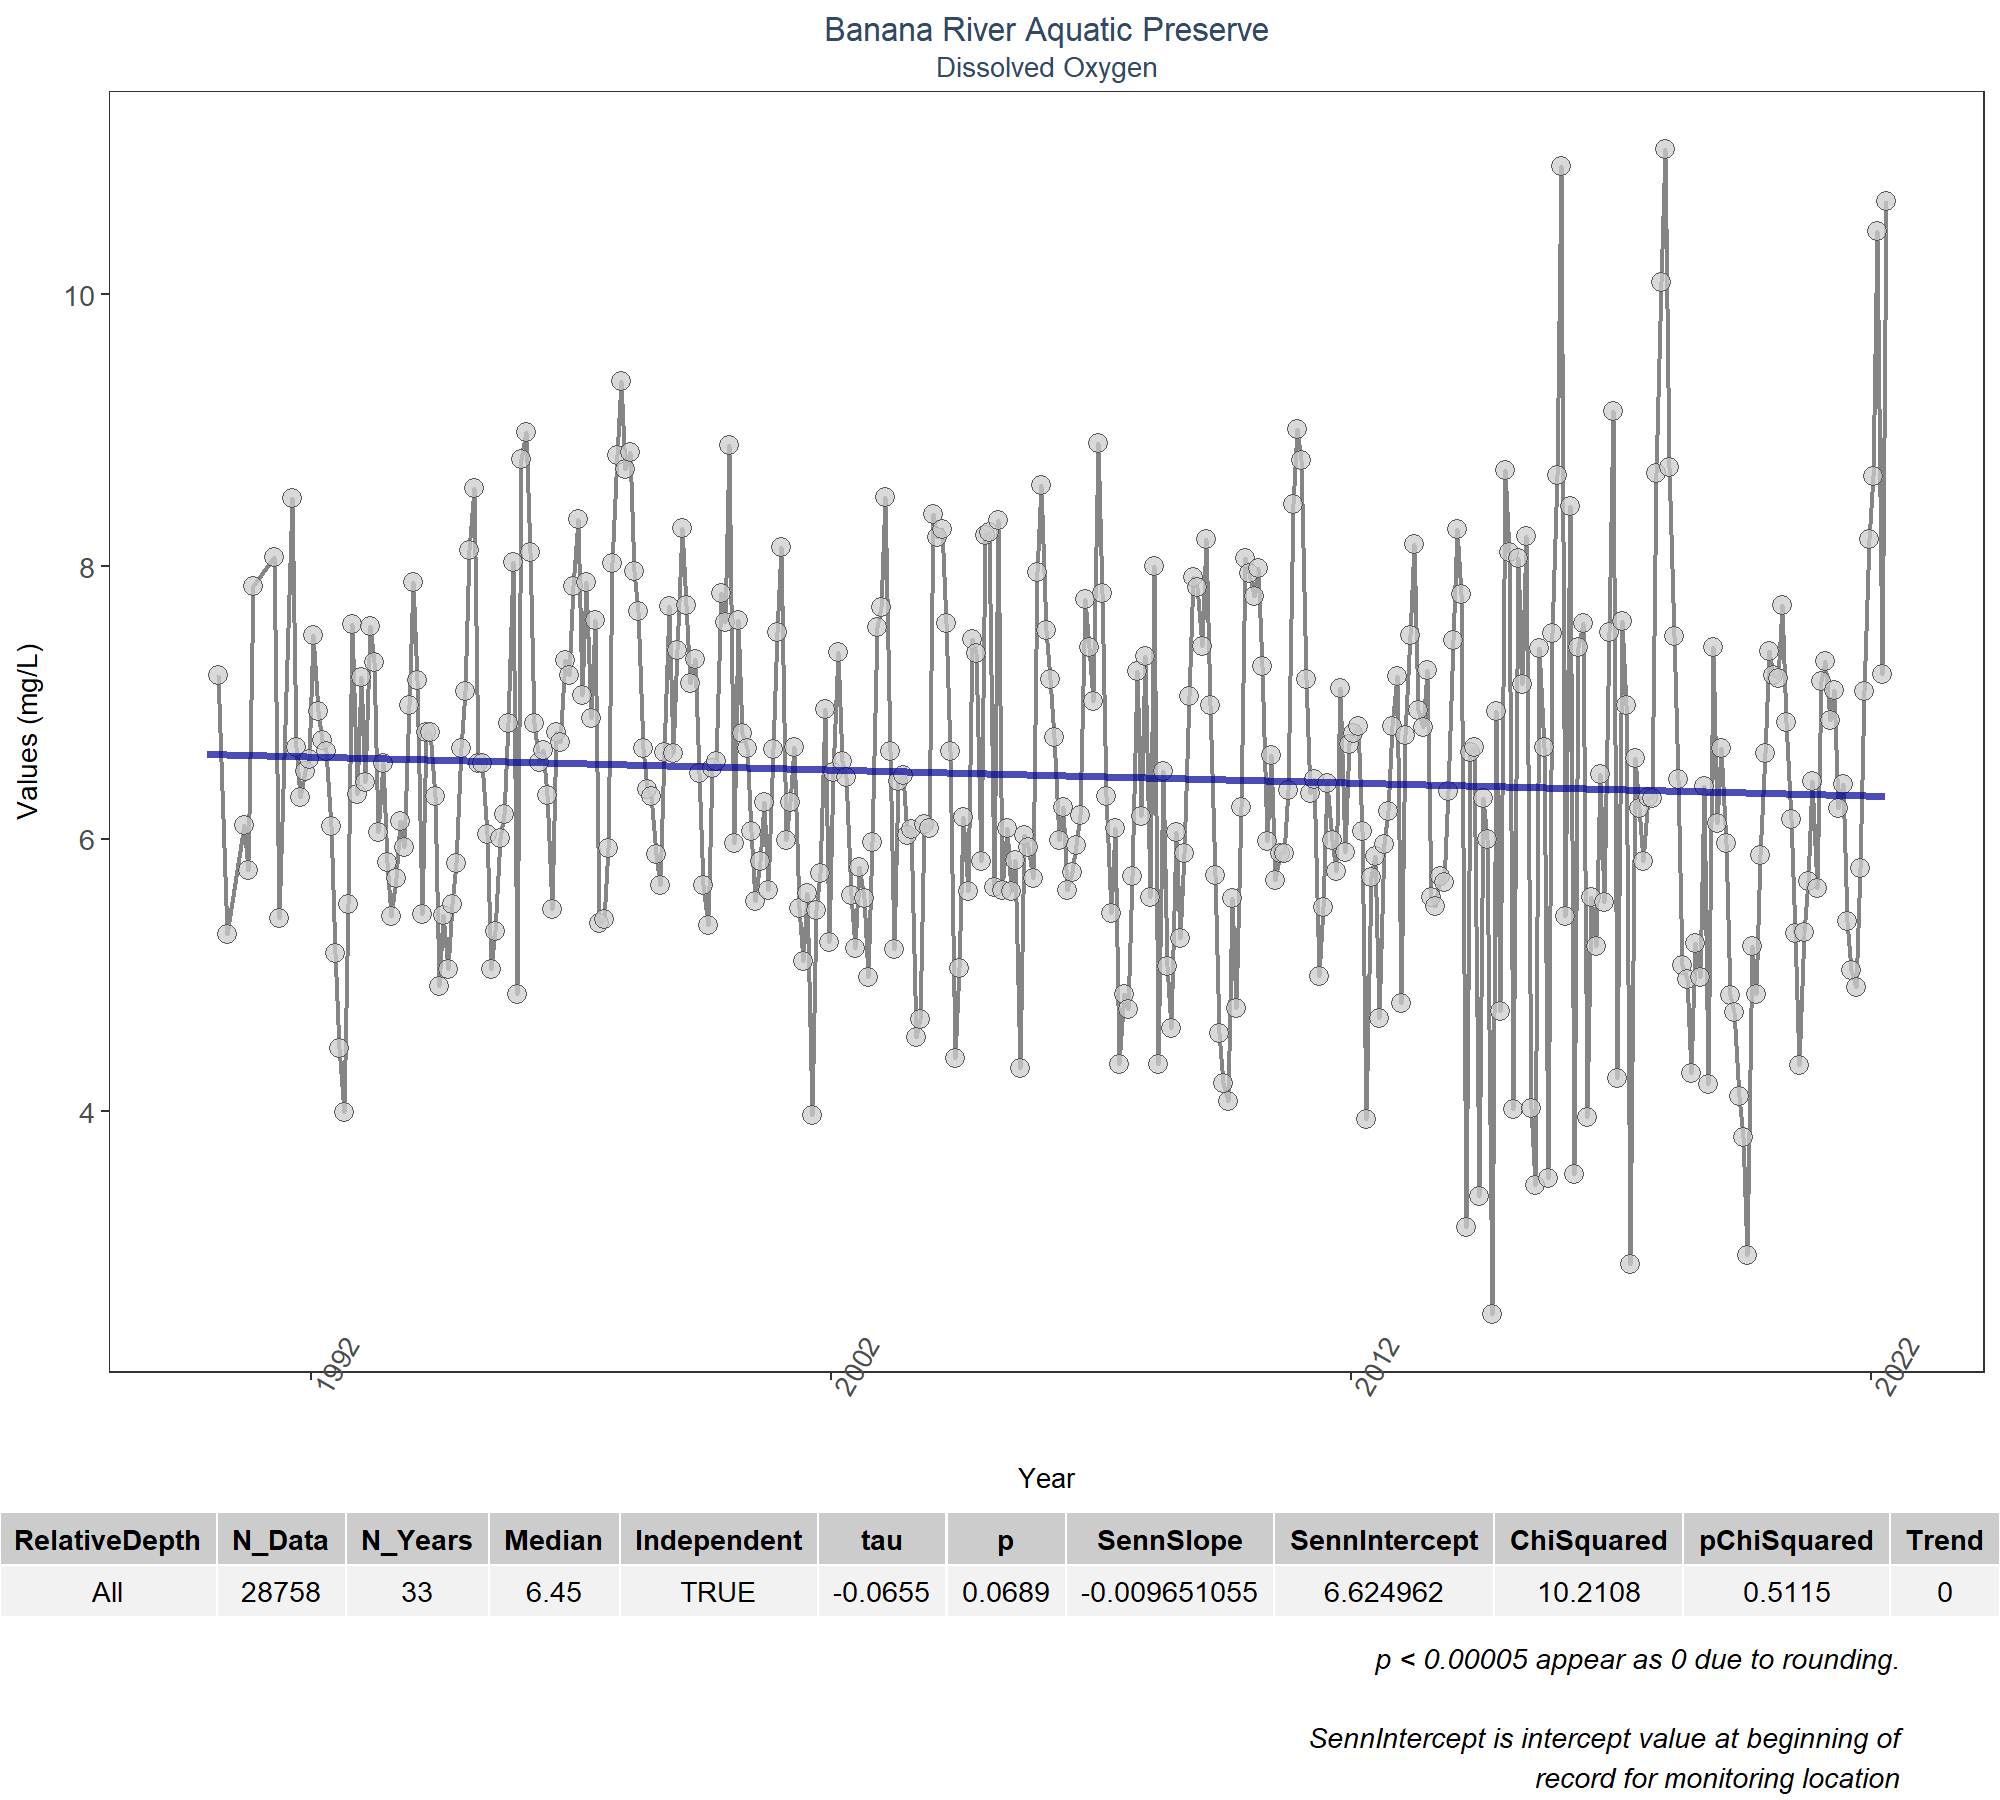 Banana River Aquatic Preserve
Dissolved Oxygen
Values (mg/L)
10
8
6
4
1992 2002 2012 2022
Year
RelativeDepth N_Data N_Years Median Independent tau p SennSlope SennIntercept ChiSquared pChiSquared Trend
All 28758 33 6.45 TRUE -0.0655 0.0689 -0.009651055 6.624962 10.2108 0.5115 0
p < 0.00005 appear as 0 due to rounding.
SennIntercept is intercept value at beginning of
record for monitoring location